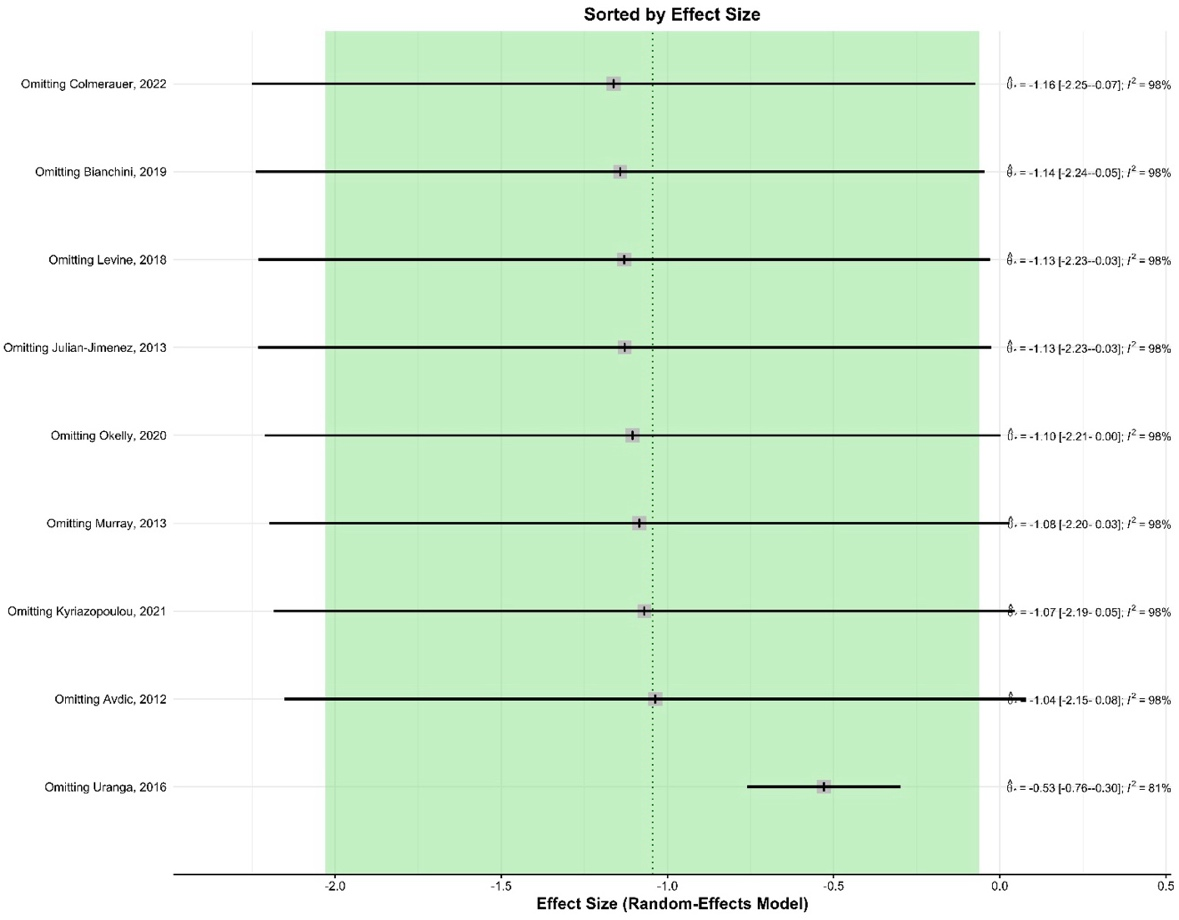 Sorted by Effect Size
Omitting Colmerauer, 2022 θ̂* = -1.16 [-2.25--0.07]; I² = 98%
Omitting Bianchini, 2019 θ̂* = -1.14 [-2.24--0.05]; I² = 98%
Omitting Levine, 2018 θ̂* = -1.13 [-2.23--0.03]; I² = 98%
Omitting Julian-Jimenez, 2013 θ̂* = -1.13 [-2.23--0.03]; I² = 98%
Omitting Okelly, 2020 θ̂* = -1.10 [-2.21- 0.00]; I² = 98%
Omitting Murray, 2013 θ̂* = -1.08 [-2.20- 0.03]; I² = 98%
Omitting Kyriazopoulou, 2021 θ̂* = -1.07 [-2.19- 0.05]; I² = 98%
Omitting Avdic, 2012 θ̂* = -1.04 [-2.15- 0.08]; I² = 98%
Omitting Uranga, 2016 θ̂* = -0.53 [-0.76--0.30]; I² = 81%
-2.0 -1.5 -1.0 -0.5 0.0 0.5
Effect Size (Random-Effects Model)